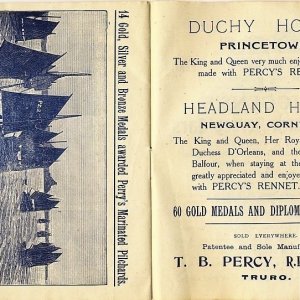 14 Gold, Silver and Bronze Medals awarded Percy's Marinated Pilchards.
DUCHY HO
PRINCETOW
The King and Queen very much enj
made with PERCY'S RE
HEADLAND H
NEWQUAY, CORN
The King and Queen, Her Roy
Duchess D'Orleans, and the
Balfour, when staying at the
greatly appreciated and enjoye
with PERCY'S RENNET.
60 GOLD MEDALS AND DIPLOM
SOLD EVERYWHERE.
Patentee and Sole Manufa
T. B. PERCY, R.
TRURO.